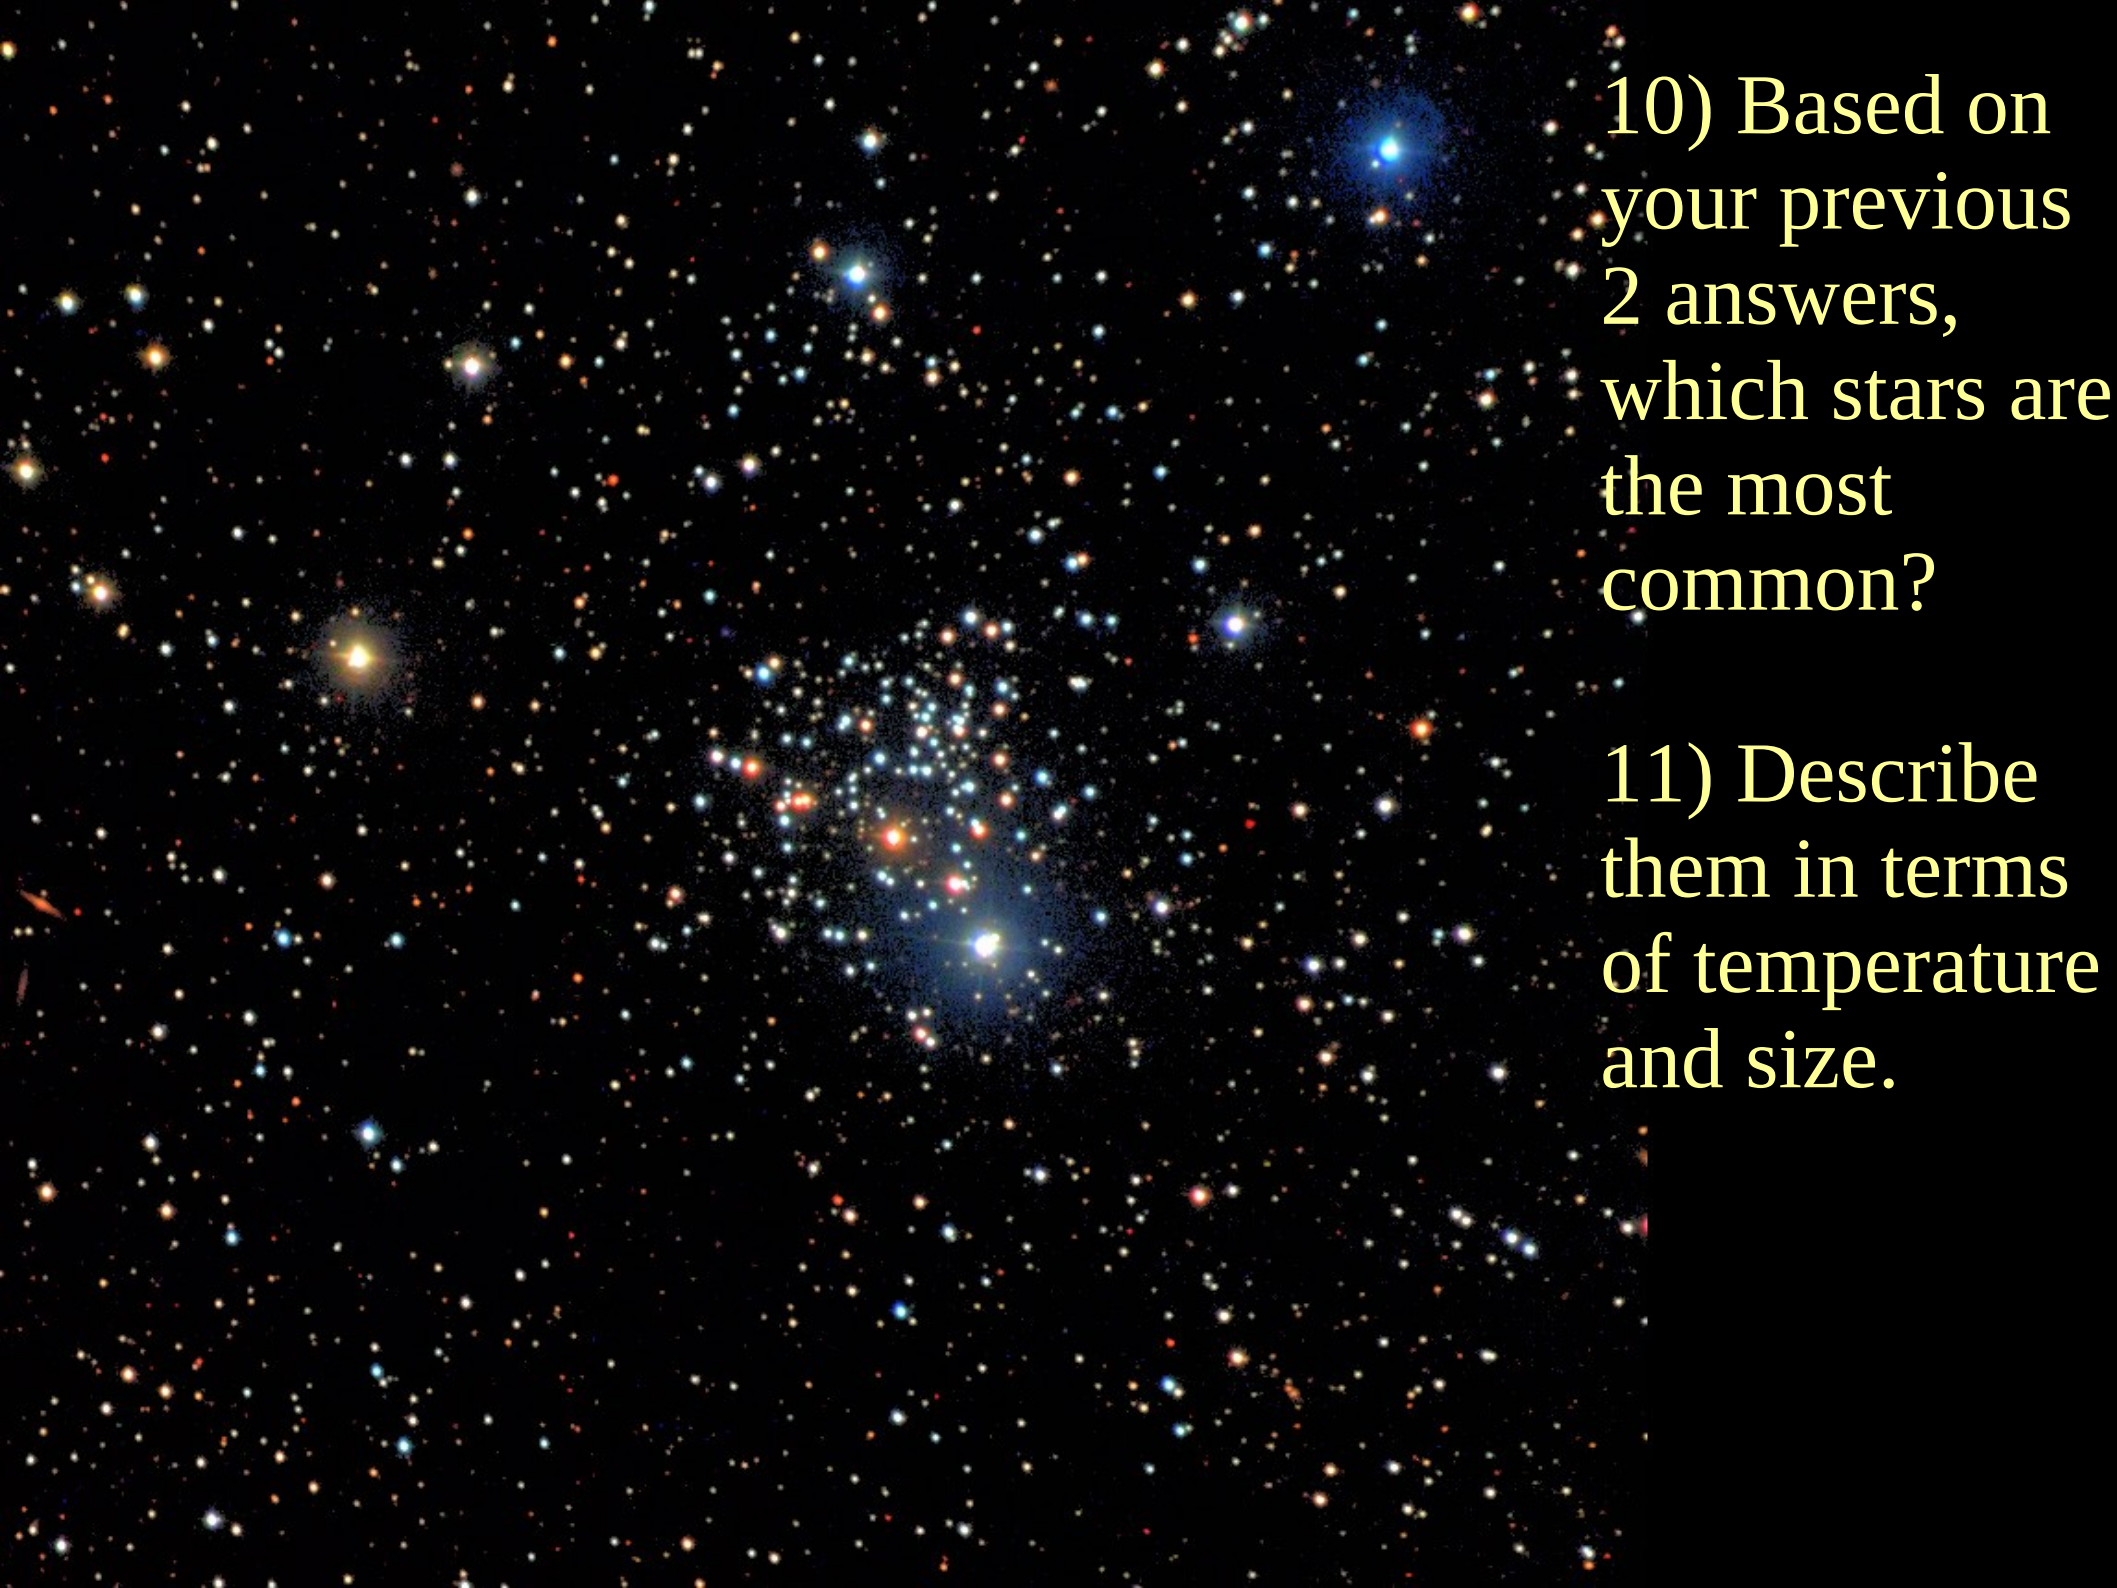 10) Based on
your previous
2 answers,
which stars are
the most
common?
11) Describe
them in terms
of temperature
and size.